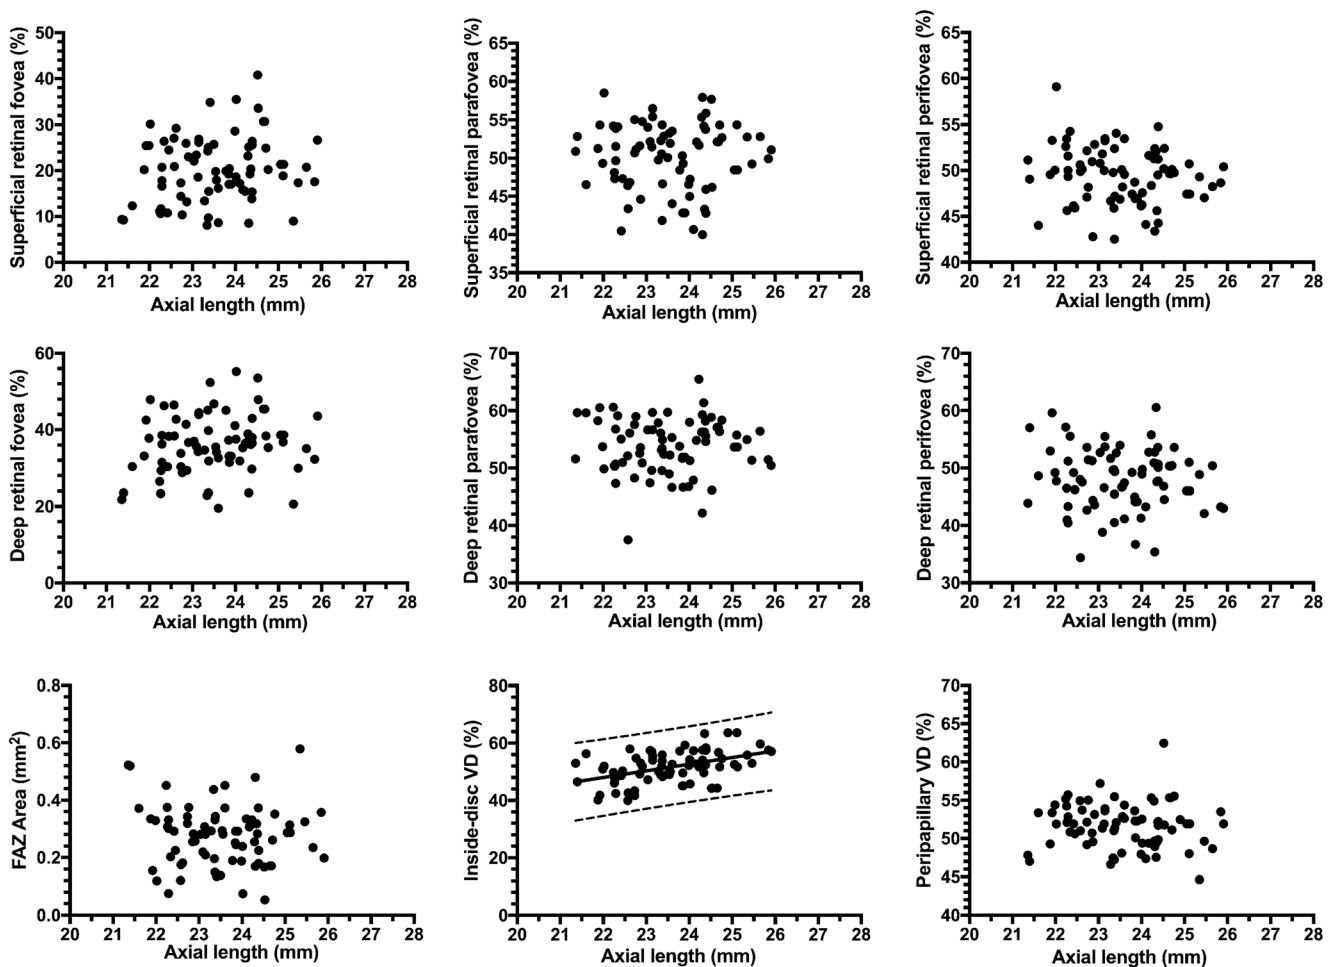 Superficial retinal fovea (%)
50
40
30
20
10
0
20 21 22 23 24 25 26 27 28
Axial length (mm)
Surficial retinal parafovea (%)
65
60
55
50
45
40
35
20 21 22 23 24 25 26 27 28
Axial length (mm)
Superficial retinal perifovea (%)
65
60
55
50
45
40
20 21 22 23 24 25 26 27 28
Axial length (mm)
Deep retinal fovea (%)
60
40
20
0
20 21 22 23 24 25 26 27 28
Axial length (mm)
Deep retinal parafovea (%)
70
60
50
40
30
20 21 22 23 24 25 26 27 28
Axial length (mm)
Deep retinal perifovea (%)
70
60
50
40
30
20 21 22 23 24 25 26 27 28
Axial length (mm)
FAZ Area (mm²)
0.8
0.6
0.4
0.2
0.0
20 21 22 23 24 25 26 27 28
Axial length (mm)
Inside-disc VD (%)
80
60
40
20
0
20 21 22 23 24 25 26 27 28
Axial length (mm)
Peripapillary VD (%)
70
65
60
55
50
45
40
20 21 22 23 24 25 26 27 28
Axial length (mm)